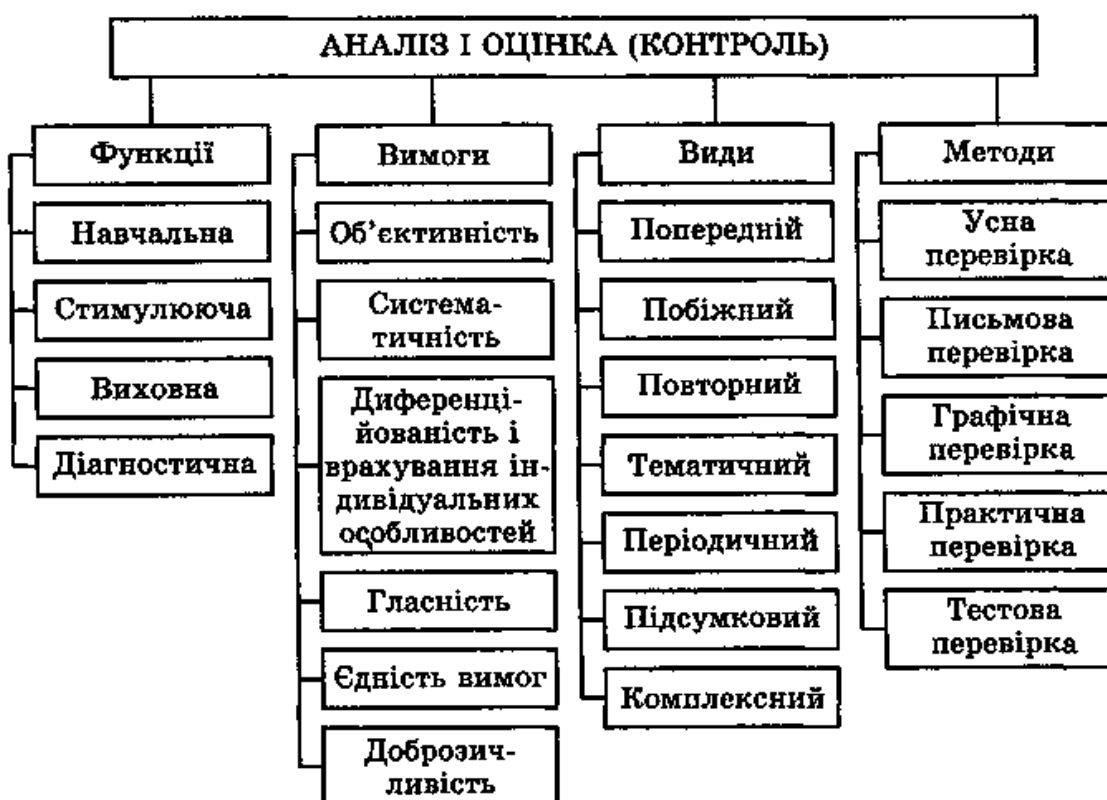 АНАЛІЗ І ОЦІНКА (КОНТРОЛЬ)
Функції
Навчальна
Стимулююча
Виховна
Діагностична
Вимоги
Об’єктивність
Система-
тичність
Диференці-
йованість і
врахування ін-
дивідуальних
особливостей
Гласність
Єдність вимог
Доброзич-
ливість
Види
Попередній
Побіжний
Повторний
Тематичний
Періодичний
Підсумковий
Комплексний
Методи
Усна
перевірка
Письмова
перевірка
Графічна
перевірка
Практична
перевірка
Тестова
перевірка